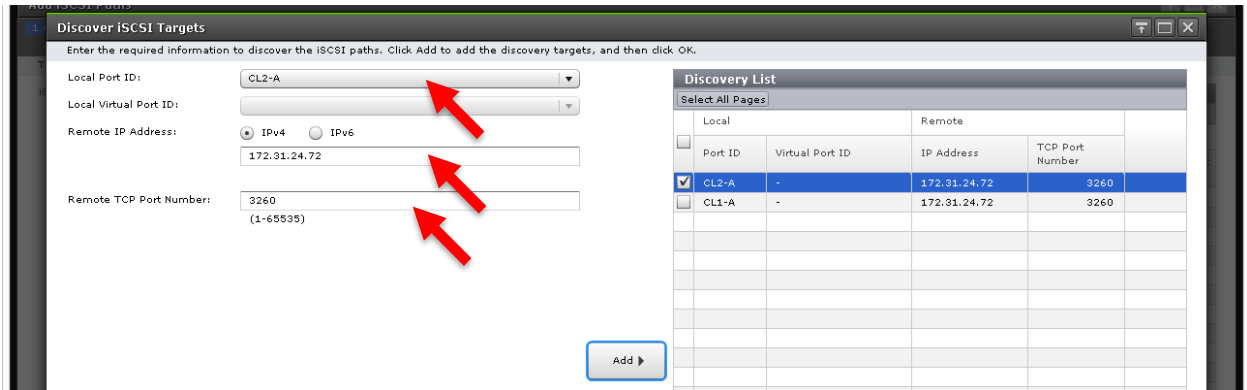 Add iSCSI Paths
Discover iSCSI Targets
Enter the required information to discover the iSCSI paths. Click Add to add the discovery targets, and then click OK.
Local Port ID:
CL2-A
Local Virtual Port ID:
Remote IP Address:
IPv4
IPv6
172.31.24.72
Remote TCP Port Number:
3260
(1-65535)
Add
Discovery List
Select All Pages
Local
Remote
Port ID
Virtual Port ID
IP Address
TCP Port
Number
CL2-A
-
172.31.24.72
3260
CL1-A
-
172.31.24.72
3260